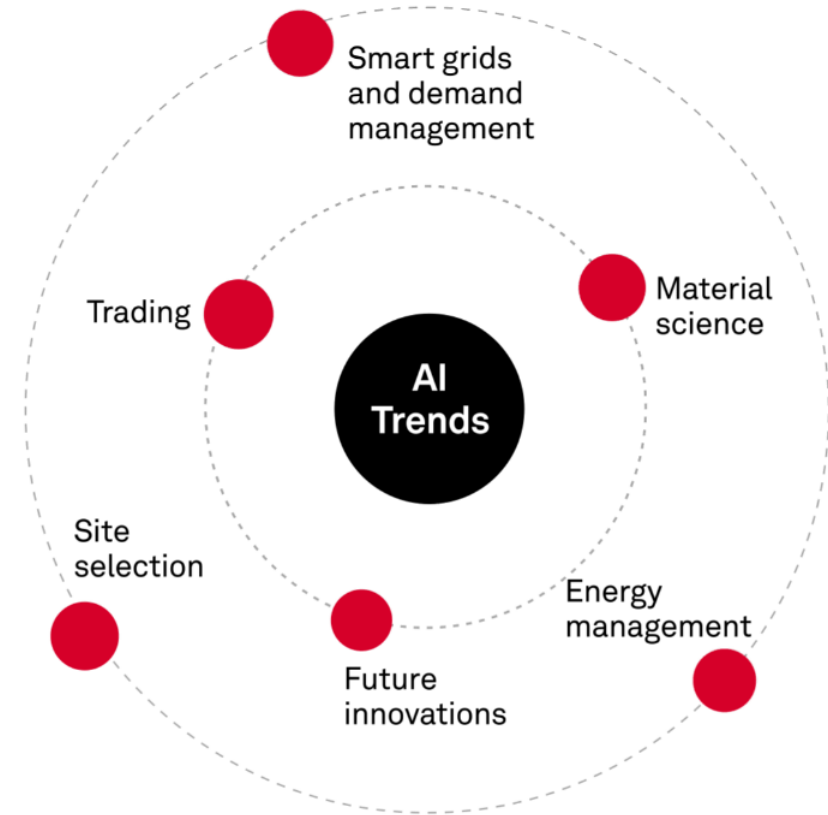 Smart grids
and demand
management
Trading
Material
science
AI
Trends
Site
selection
Energy
management
Future
innovations